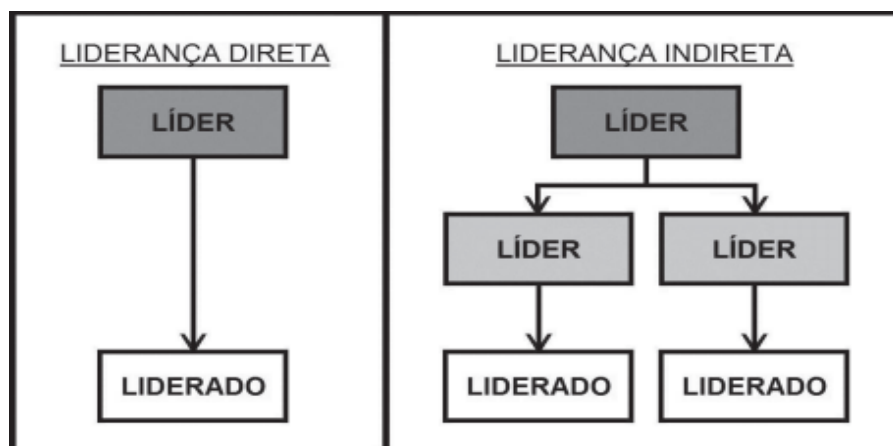 LIDERANÇA DIRETA
LÍDER
LIDERADO
LIDERANÇA INDIRETA
LÍDER
LÍDER
LÍDER
LIDERADO
LIDERADO